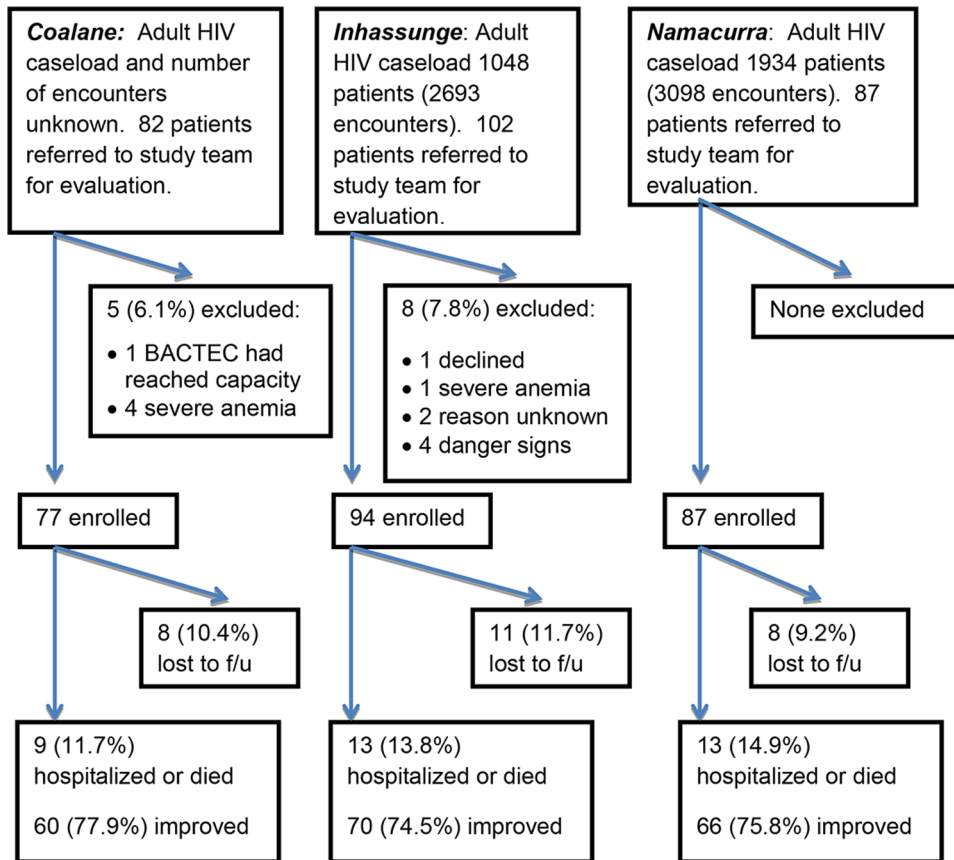 Coalane: Adult HIV
caseload and number
of encounters
unknown. 82 patients
referred to study team
for evaluation.
Inhassunge: Adult
HIV caseload 1048
patients (2693
encounters). 102
patients referred to
study team for
evaluation.
Namacurra: Adult HIV
caseload 1934 patients
(3098 encounters). 87
patients referred to
study team for
evaluation.
5 (6.1%) excluded:
• 1 BACTEC had
reached capacity
• 4 severe anemia
8 (7.8%) excluded:
• 1 declined
• 1 severe anemia
• 2 reason unknown
• 4 danger signs
None excluded
77 enrolled
94 enrolled
87 enrolled
8 (10.4%)
lost to f/u
11 (11.7%)
lost to f/u
8 (9.2%)
lost to f/u
9 (11.7%)
hospitalized or died
60 (77.9%) improved
13 (13.8%)
hospitalized or died
70 (74.5%) improved
13 (14.9%)
hospitalized or died
66 (75.8%) improved